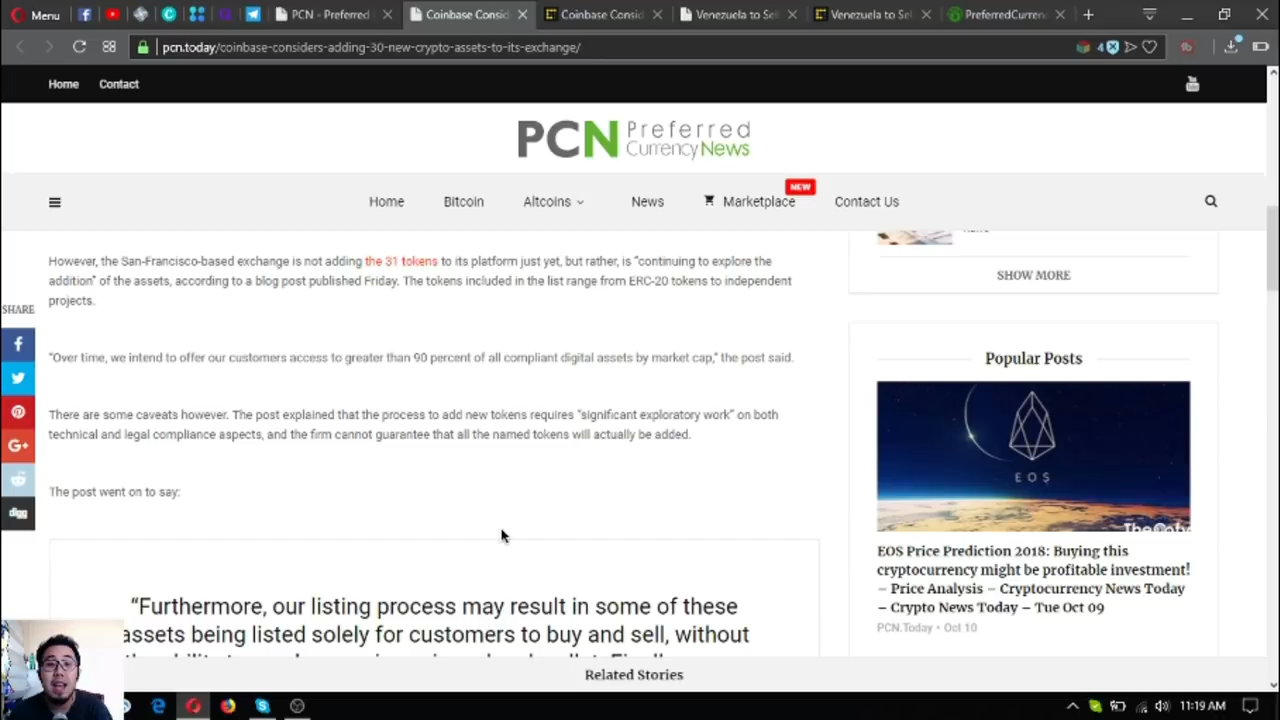 Menu
PCN - Preferred
Coinbase Consid
Coinbase Consid
Venezuela to Sel
Venezuela to Sel
PreferredCurren
pcn.today/coinbase-considers-adding-30-new-crypto-assets-to-its-exchange/
4
Home Contact
PCN Preferred CurrencyNews
NEW
Home Bitcoin Altcoins News Marketplace Contact Us
However, the San-Francisco-based exchange is not adding the 31 tokens to its platform just yet, but rather, is “continuing to explore the
addition” of the assets, according to a blog post published Friday. The tokens included in the list range from ERC-20 tokens to independent
projects.
SHOW MORE
SHARE
“Over time, we intend to offer our customers access to greater than 90 percent of all compliant digital assets by market cap,” the post said.
Popular Posts
There are some caveats however. The post explained that the process to add new tokens requires “significant exploratory work” on both
technical and legal compliance aspects, and the firm cannot guarantee that all the named tokens will actually be added.
EOS
The post went on to say:
digg
EOS Price Prediction 2018: Buying this
cryptocurrency might be profitable investment!
– Price Analysis – Cryptocurrency News Today
– Crypto News Today – Tue Oct 09
PCN.Today • Oct 10
“Furthermore, our listing process may result in some of these
assets being listed solely for customers to buy and sell, without
Related Stories
11:19 AM